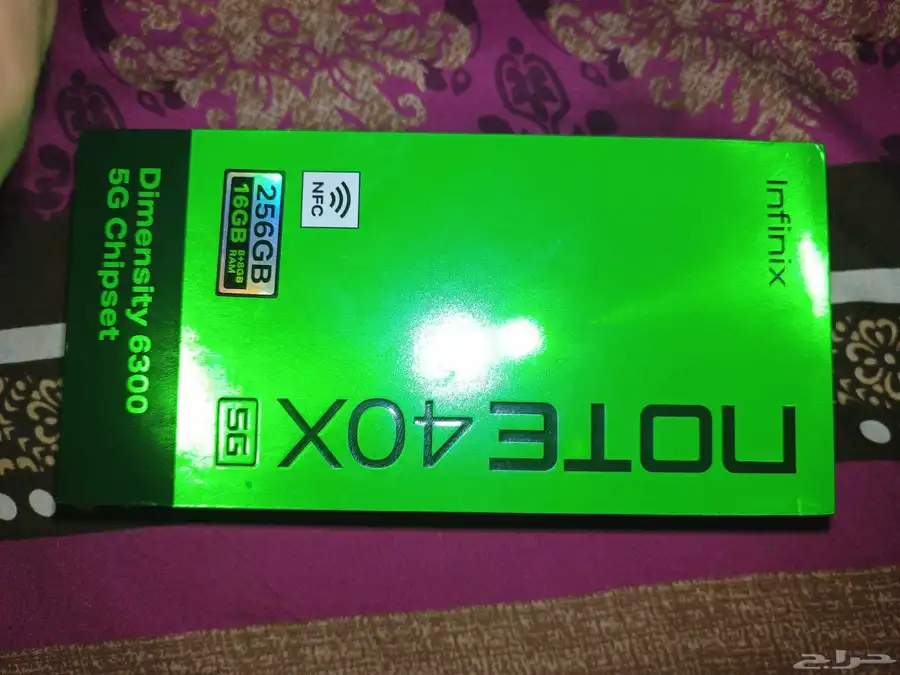 Infinix
NOTE 40X
5G
NFC
256GB
16GB 8+8GB RAM
Dimensity 6300
5G Chipset
حراج